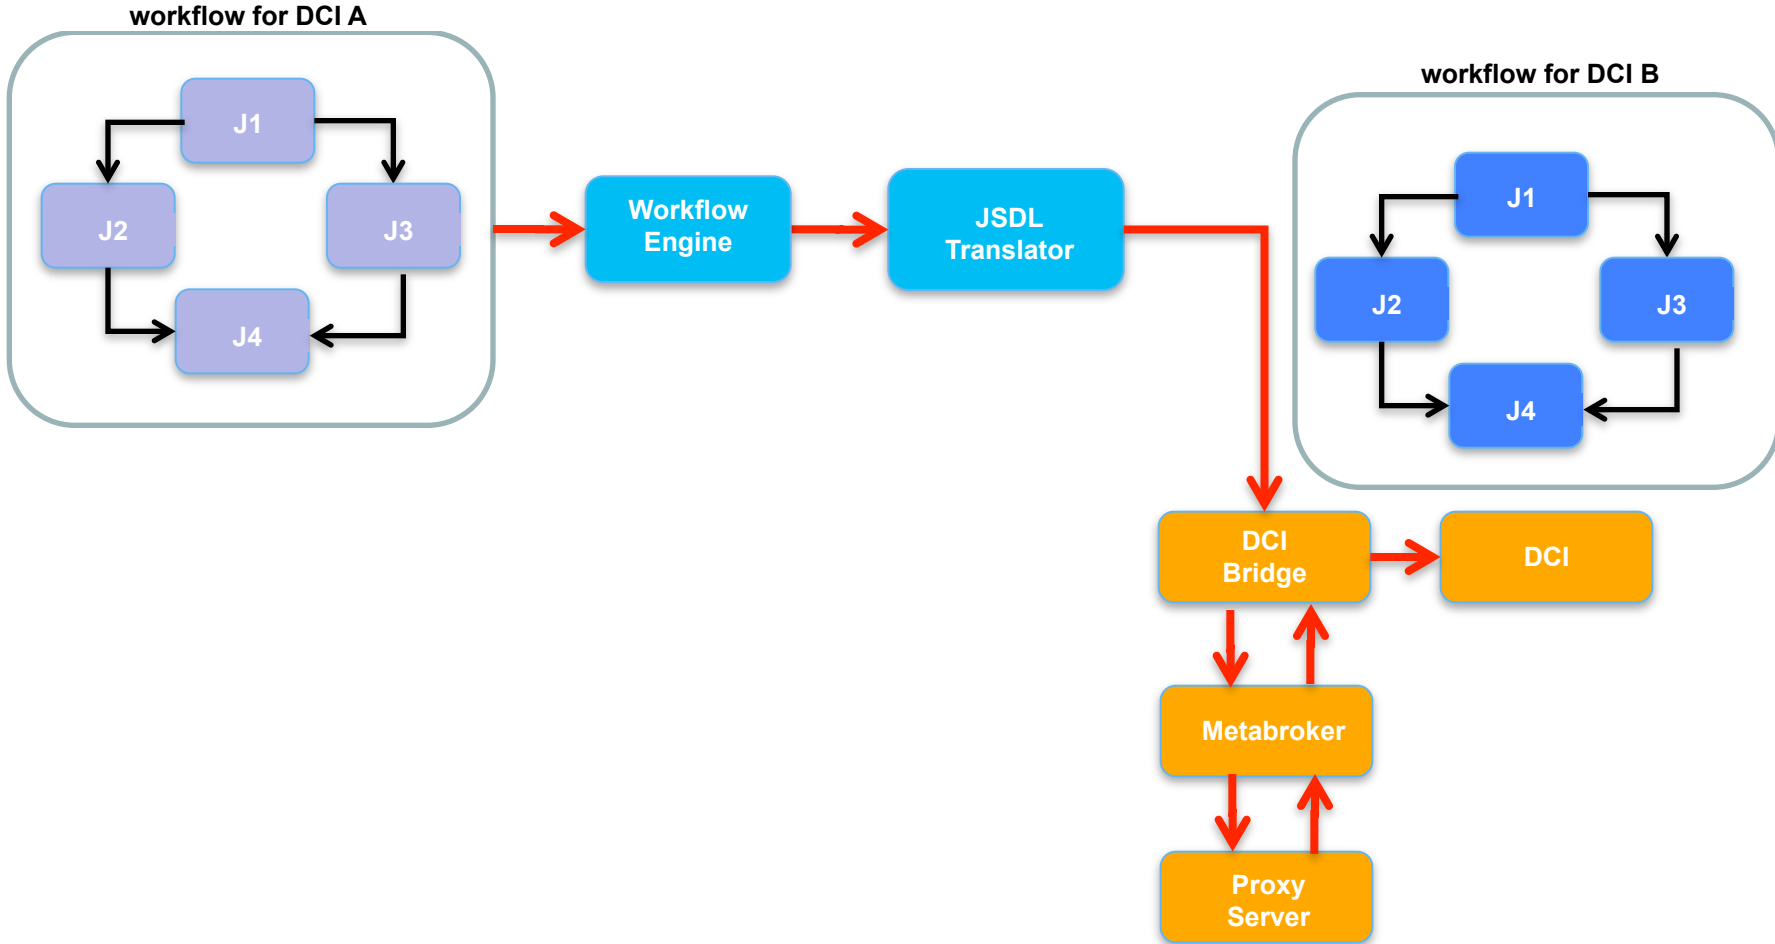 workflow for DCI A
J1
J2
J3
J4
Workflow
Engine
JSDL
Translator
workflow for DCI B
J1
J2
J3
J4
DCI
Bridge
DCI
Metabroker
Proxy
Server